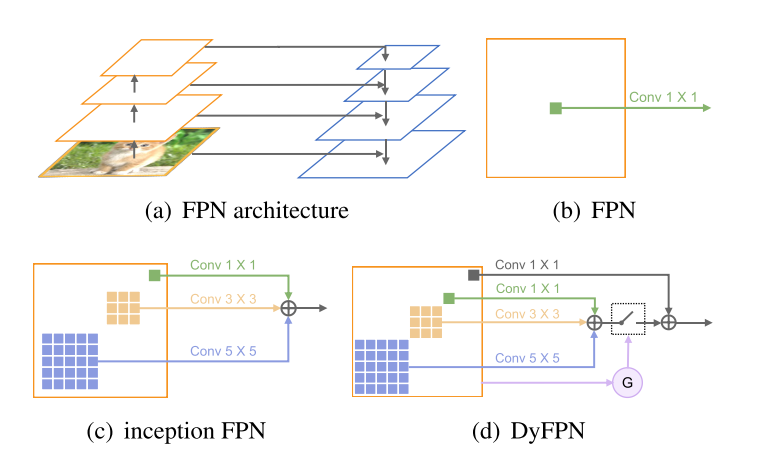 Conv 1 X 1
(a) FPN architecture
(b) FPN
Conv 1 X 1
Conv 3 X 3
Conv 5 X 5
Conv 1 X 1
Conv 1 X 1
Conv 3 X 3
Conv 5 X 5
G
(c) inception FPN
(d) DyFPN